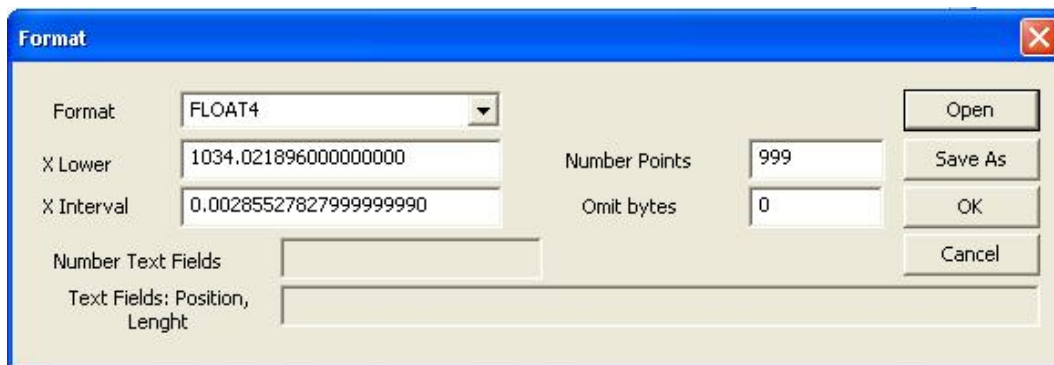 Format
Format FLOAT4 Open
X Lower 1034.021896000000000 Number Points 999 Save As
X Interval 0.00285527827999999990 Omit bytes 0 OK
Number Text Fields Cancel
Text Fields: Position,
Lenght